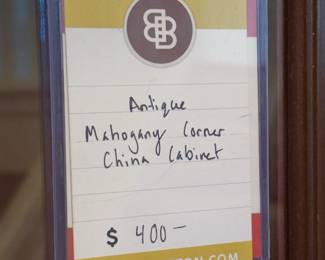 Antique
Mahogany Corner
China Cabinet
$ 400 —